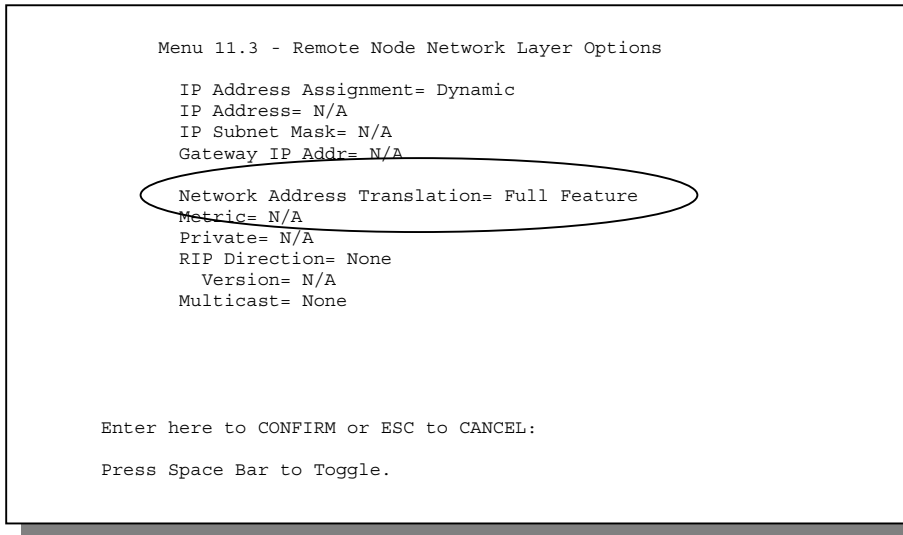 Menu 11.3 - Remote Node Network Layer Options
IP Address Assignment= Dynamic
IP Address= N/A
IP Subnet Mask= N/A
Gateway IP Addr= N/A
Network Address Translation= Full Feature
Metric= N/A
Private= N/A
RIP Direction= None
Version= N/A
Multicast= None
Enter here to CONFIRM or ESC to CANCEL:
Press Space Bar to Toggle.